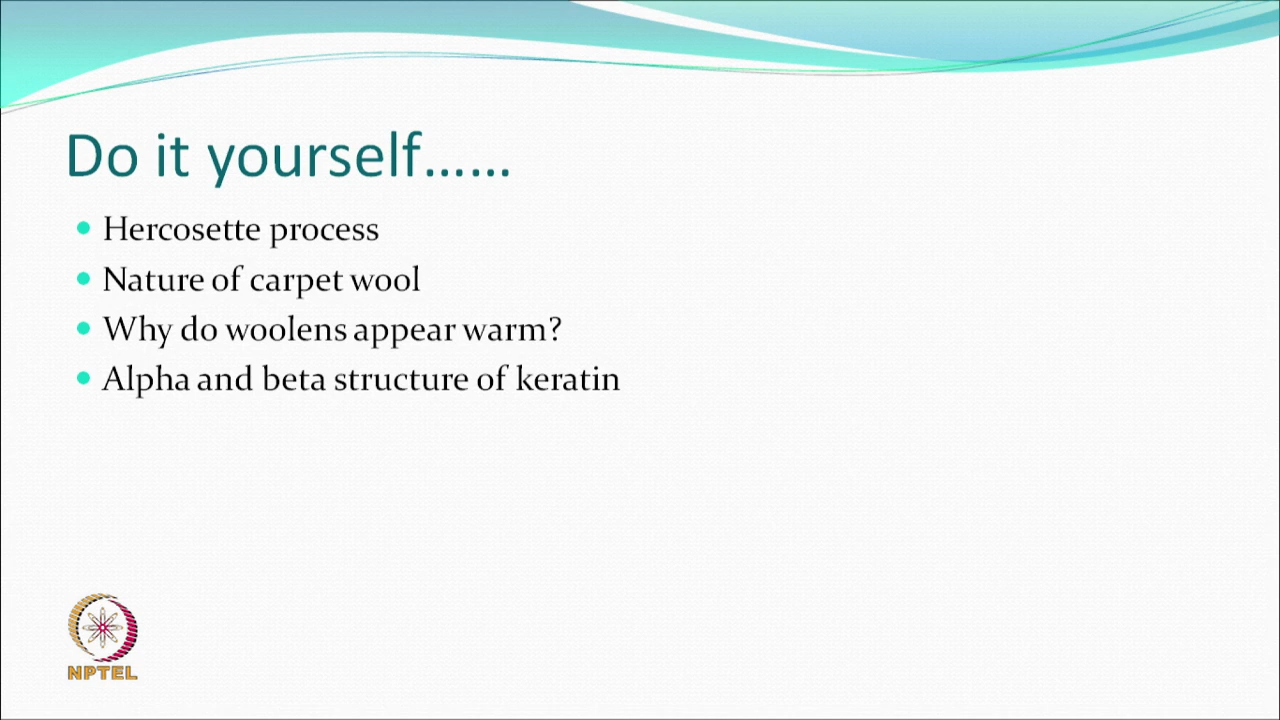 Do it yourself......
Hercosette process
Nature of carpet wool
Why do woolens appear warm?
Alpha and beta structure of keratin
NPTEL